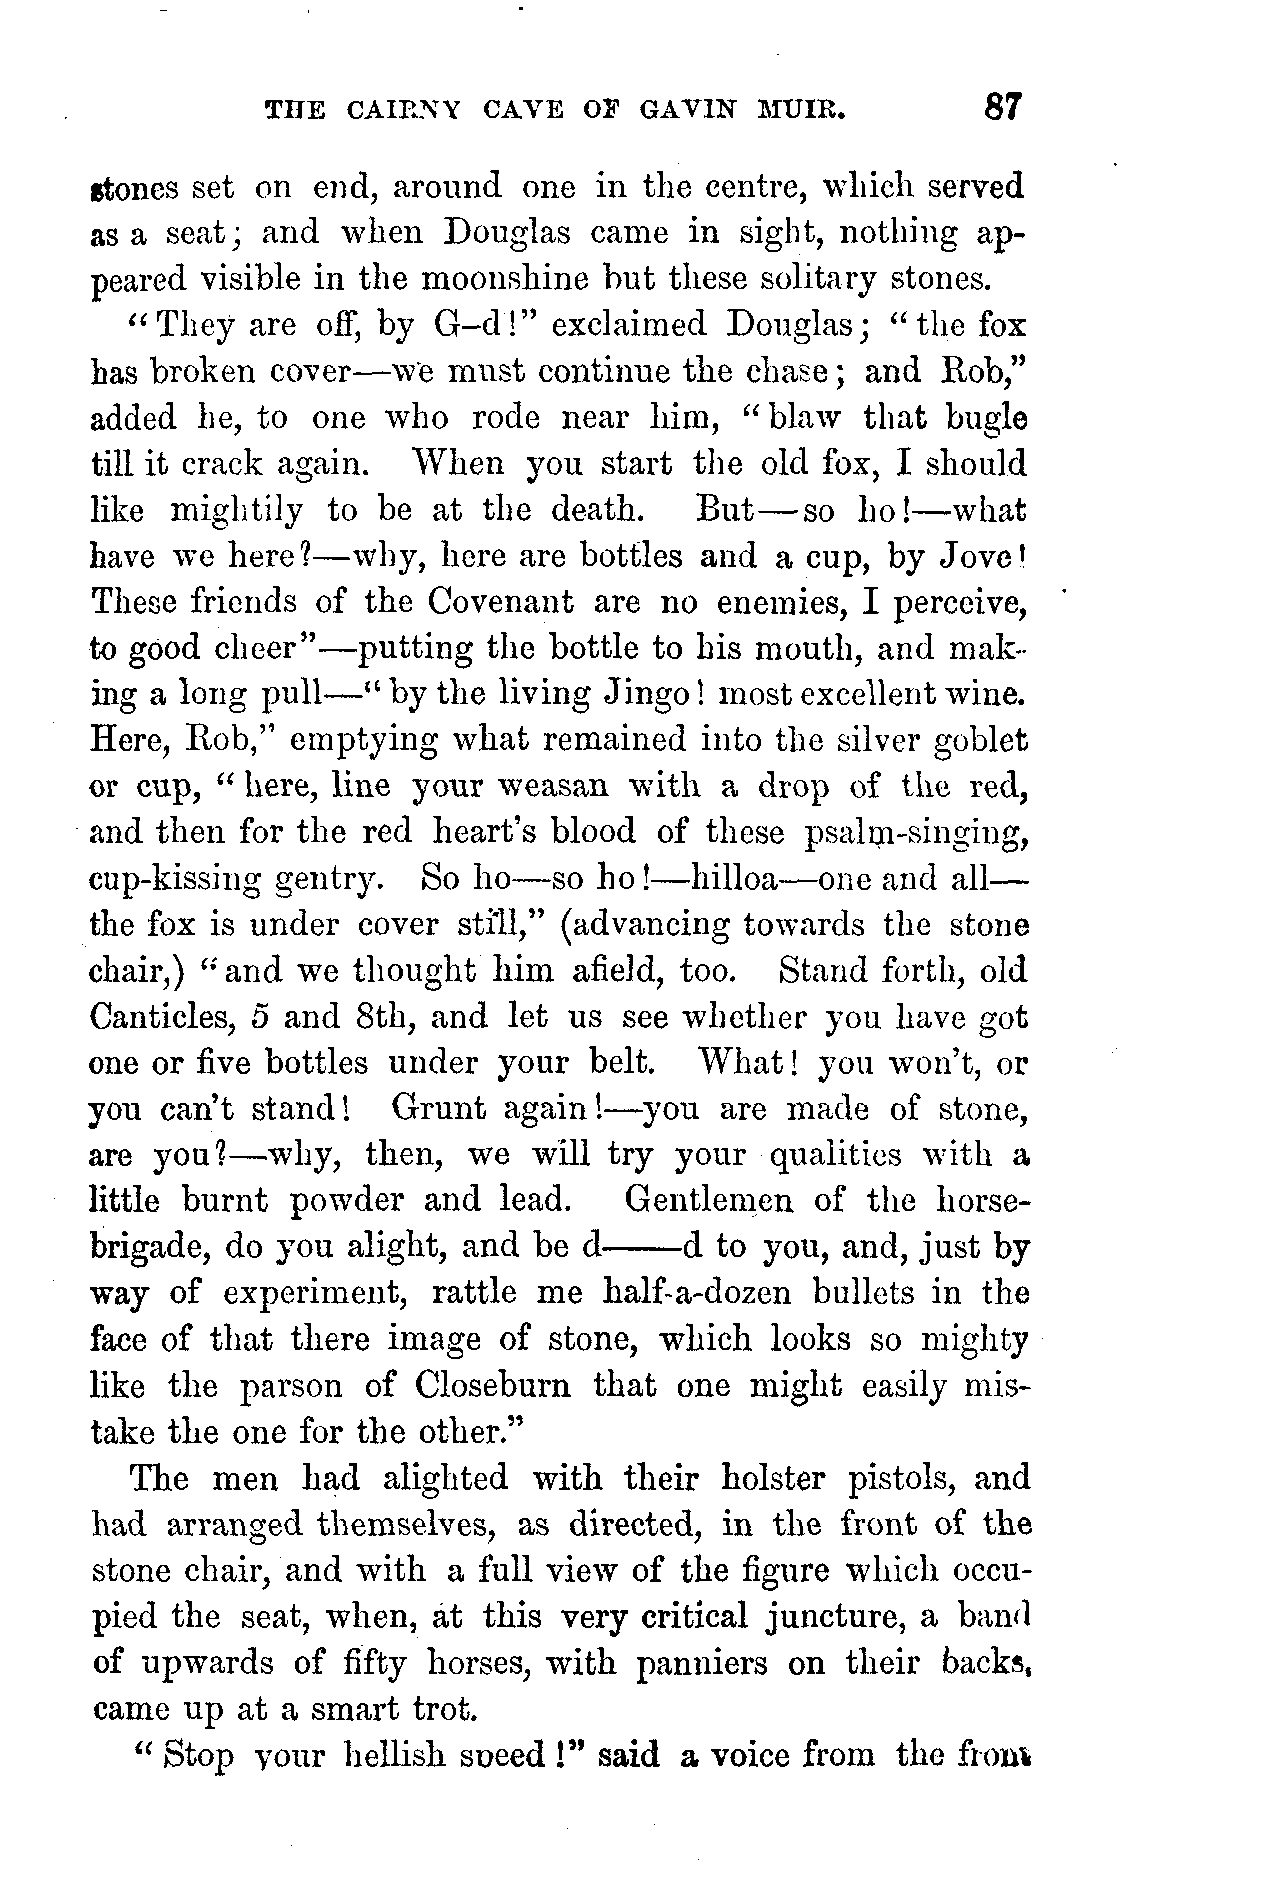 THE CAIRNY CAVE OF GAVIN MUIR. 87
stones set on end, around one in the centre, which served
as a seat; and when Douglas came in sight, nothing ap-
peared visible in the moonshine but these solitary stones.
“They are off, by G–d!” exclaimed Douglas; “the fox
has broken cover—we must continue the chase; and Rob,”
added he, to one who rode near him, “blaw that bugle
till it crack again. When you start the old fox, I should
like mightily to be at the death. But—so ho!—what
have we here?—why, here are bottles and a cup, by Jove!
These friends of the Covenant are no enemies, I perceive,
to good cheer”—putting the bottle to his mouth, and mak-
ing a long pull—“by the living Jingo! most excellent wine.
Here, Rob,” emptying what remained into the silver goblet
or cup, “here, line your weasan with a drop of the red,
and then for the red heart's blood of these psalm-singing,
cup-kissing gentry. So ho—so ho!—hilloa—one and all—
the fox is under cover still,” (advancing towards the stone
chair,) “and we thought him afield, too. Stand forth, old
Canticles, 5 and 8th, and let us see whether you have got
one or five bottles under your belt. What! you won't, or
you can't stand! Grunt again!—you are made of stone,
are you?—why, then, we will try your qualities with a
little burnt powder and lead. Gentlemen of the horse-
brigade, do you alight, and be d——d to you, and, just by
way of experiment, rattle me half-a-dozen bullets in the
face of that there image of stone, which looks so mighty
like the parson of Closeburn that one might easily mis-
take the one for the other.”
The men had alighted with their holster pistols, and
had arranged themselves, as directed, in the front of the
stone chair, and with a full view of the figure which occu-
pied the seat, when, at this very critical juncture, a band
of upwards of fifty horses, with panniers on their backs,
came up at a smart trot.
“Stop your hellish speed!” said a voice from the front